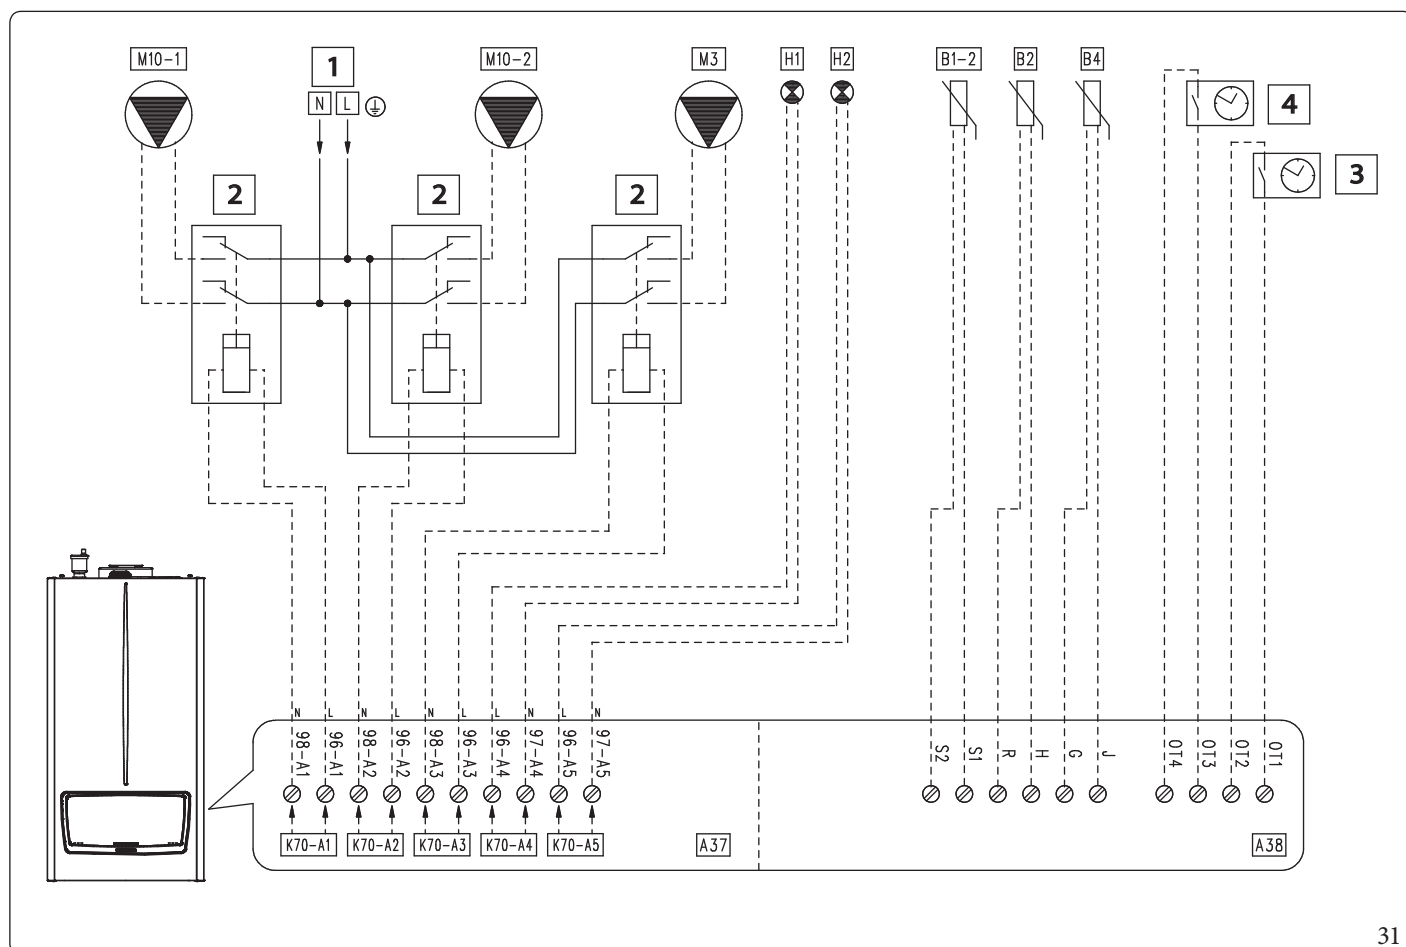 M10-1
1
M10-2
M3
H1
H2
B1-2
B2
B4
N
L
4
3
2
2
2
N
L
N
L
N
L
L
N
L
N
98-A1
96-A1
98-A2
96-A2
98-A3
96-A3
96-A4
97-A4
96-A5
97-A5
S2
S1
R
H
G
J
OT4
OT3
OT2
OT1
K70-A1
K70-A2
K70-A3
K70-A4
K70-A5
A37
A38
31